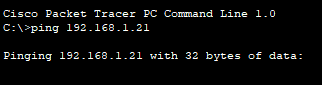 Cisco Packet Tracer PC Command Line 1.0
C:\>ping 192.168.1.21
Pinging 192.168.1.21 with 32 bytes of data: